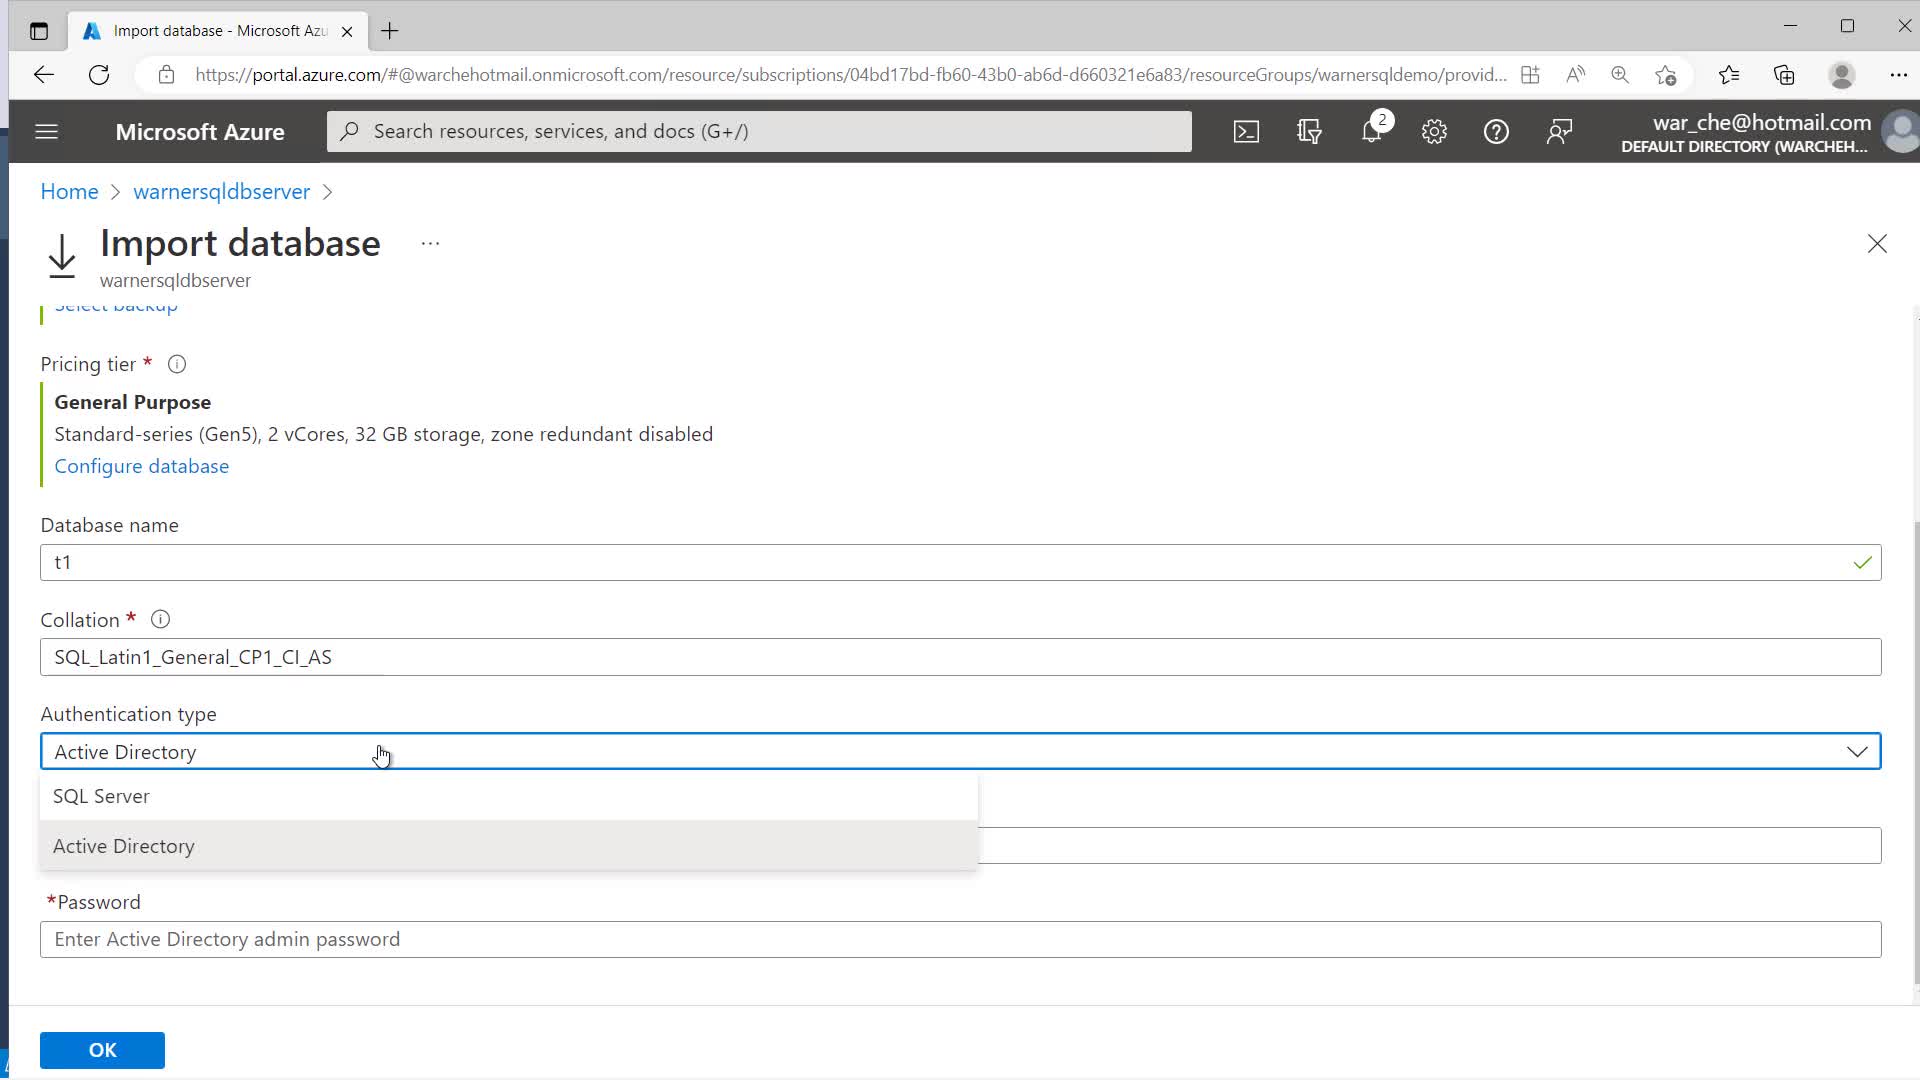 Import database - Microsoft Azu
https://portal.azure.com/#@warchehotmail.onmicrosoft.com/resource/subscriptions/04bd17bd-fb60-43b0-ab6d-d660321e6a83/resourceGroups/warnersqldemo/provid...
Microsoft Azure
Search resources, services, and docs (G+/)
2
war_che@hotmail.com
DEFAULT DIRECTORY (WARCHEH...
Home > warnersqldbserver >
Import database ...
warnersqldbserver
Select backup
Pricing tier *
General Purpose
Standard-series (Gen5), 2 vCores, 32 GB storage, zone redundant disabled
Configure database
Database name
t1
Collation *
SQL_Latin1_General_CP1_CI_AS
Authentication type
Active Directory
SQL Server
Active Directory
*Password
Enter Active Directory admin password
OK